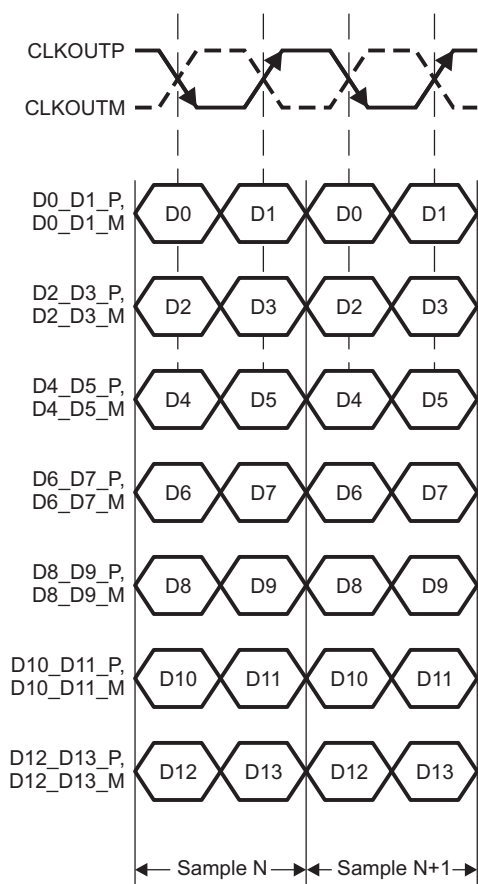 CLKOUTP
CLKOUTM
D0_D1_P,
D0_D1_M
D0 D1 D0 D1
D2_D3_P,
D2_D3_M
D2 D3 D2 D3
D4_D5_P,
D4_D5_M
D4 D5 D4 D5
D6_D7_P,
D6_D7_M
D6 D7 D6 D7
D8_D9_P,
D8_D9_M
D8 D9 D8 D9
D10_D11_P,
D10_D11_M
D10 D11 D10 D11
D12_D13_P,
D12_D13_M
D12 D13 D12 D13
Sample N Sample N+1